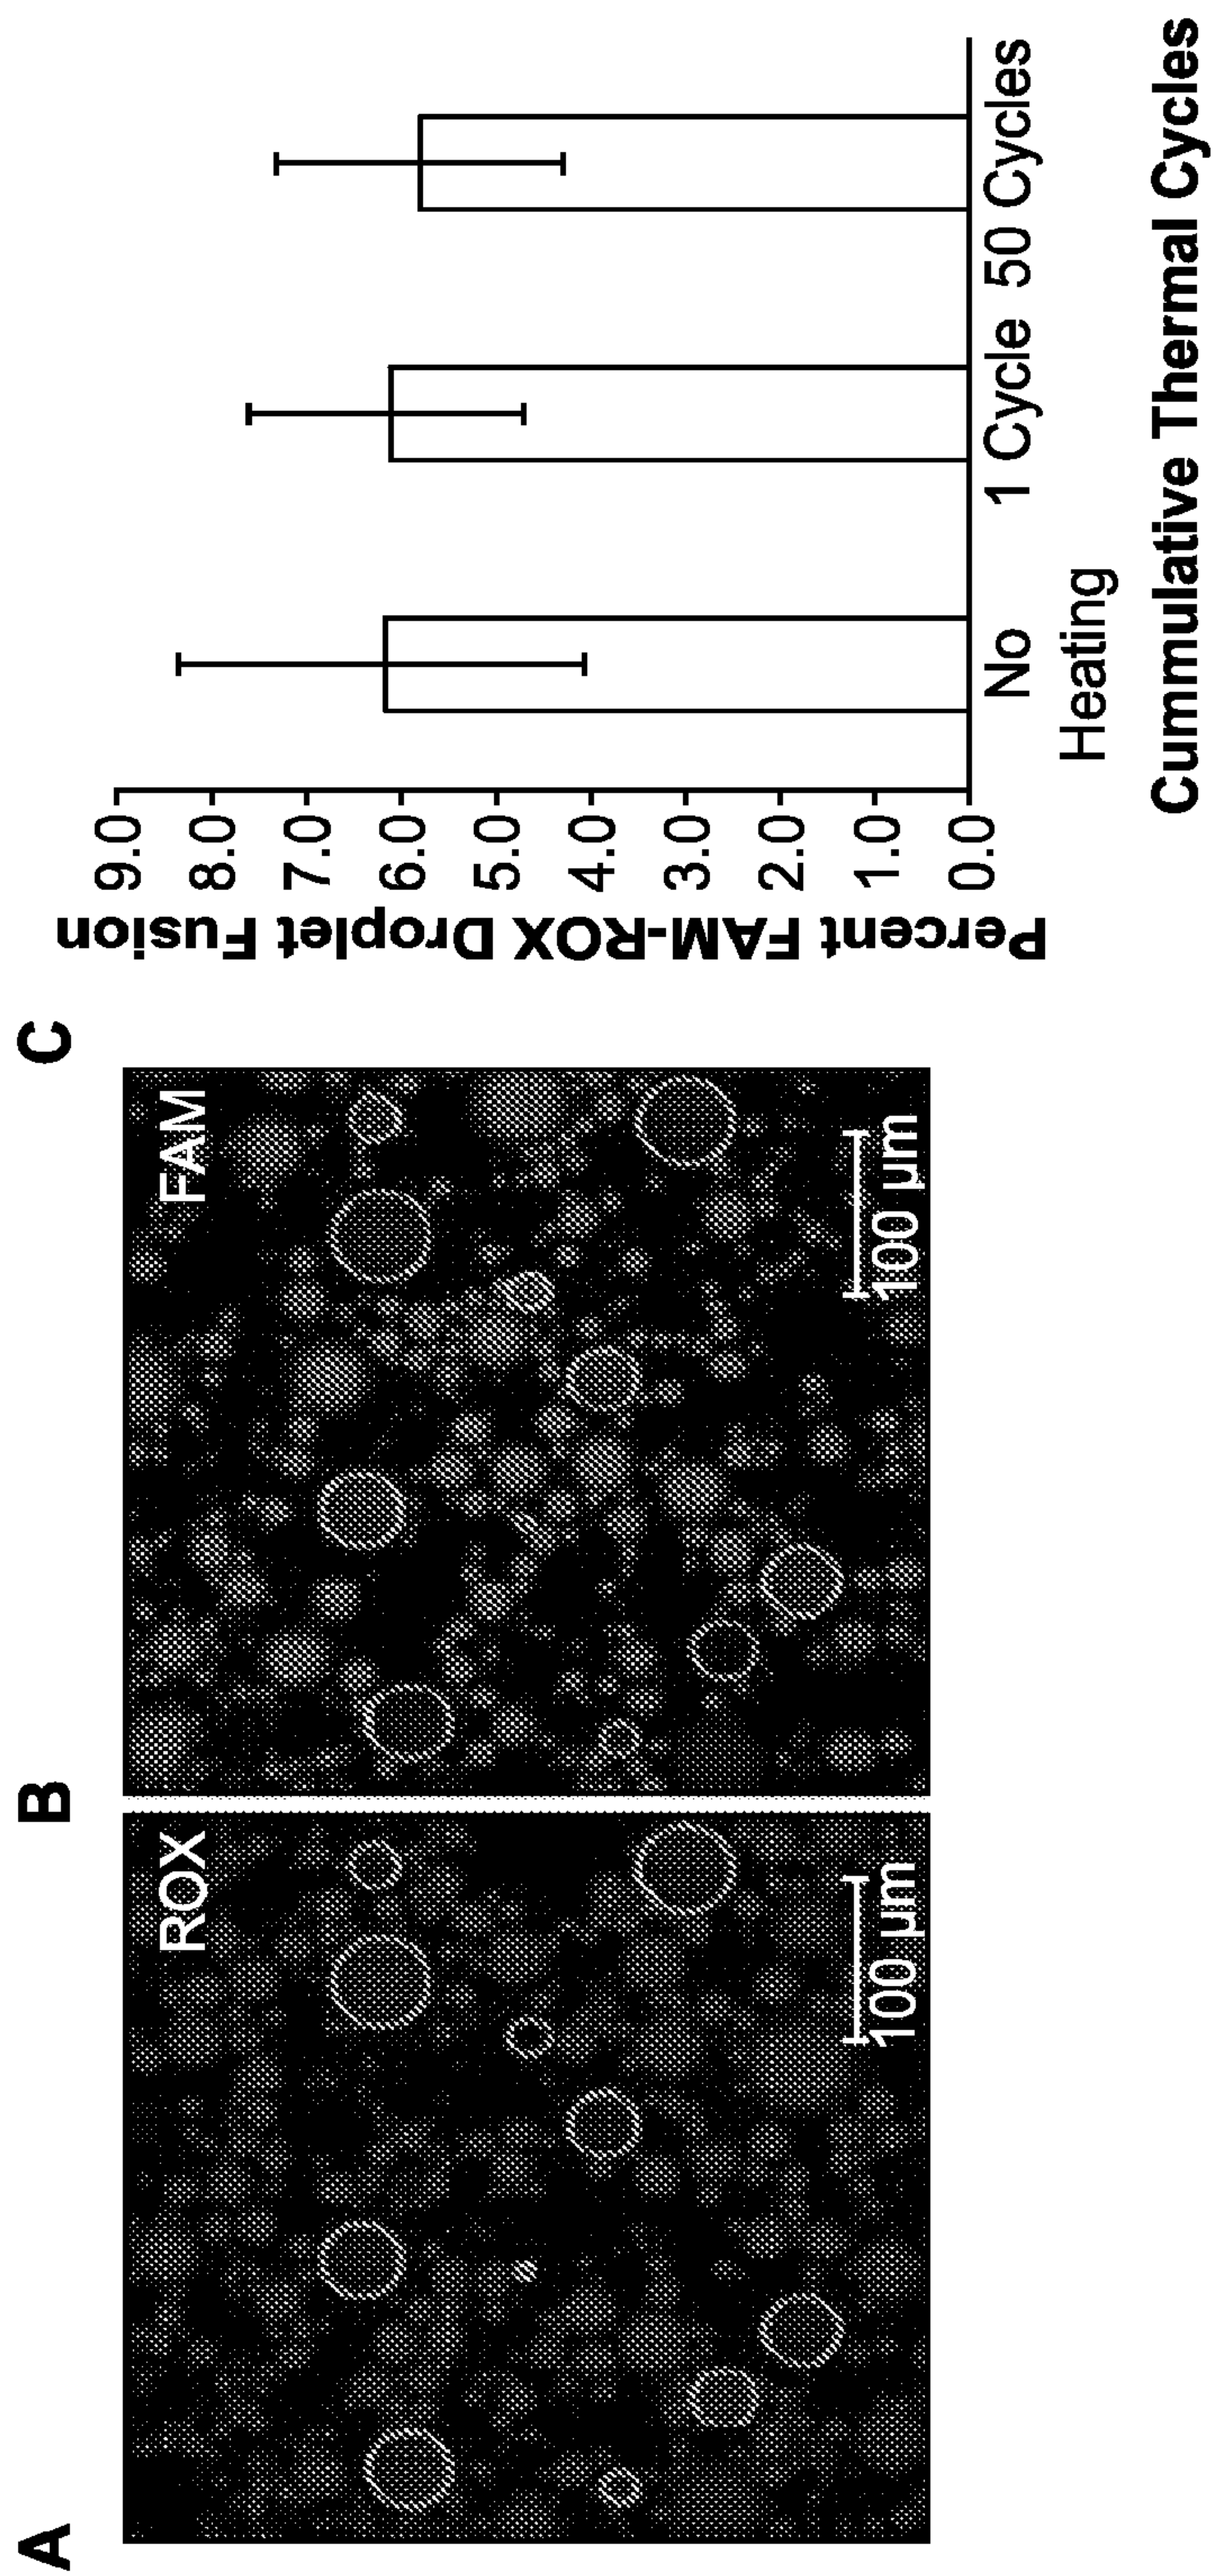 A
ROX
100 µm
B
FAM
100 µm
C
Percent FAM-ROX Droplet Fusion
9.0
8.0
7.0
6.0
5.0
4.0
3.0
2.0
1.0
0.0
No Heating
1 Cycle
50 Cycles
Cummulative Thermal Cycles